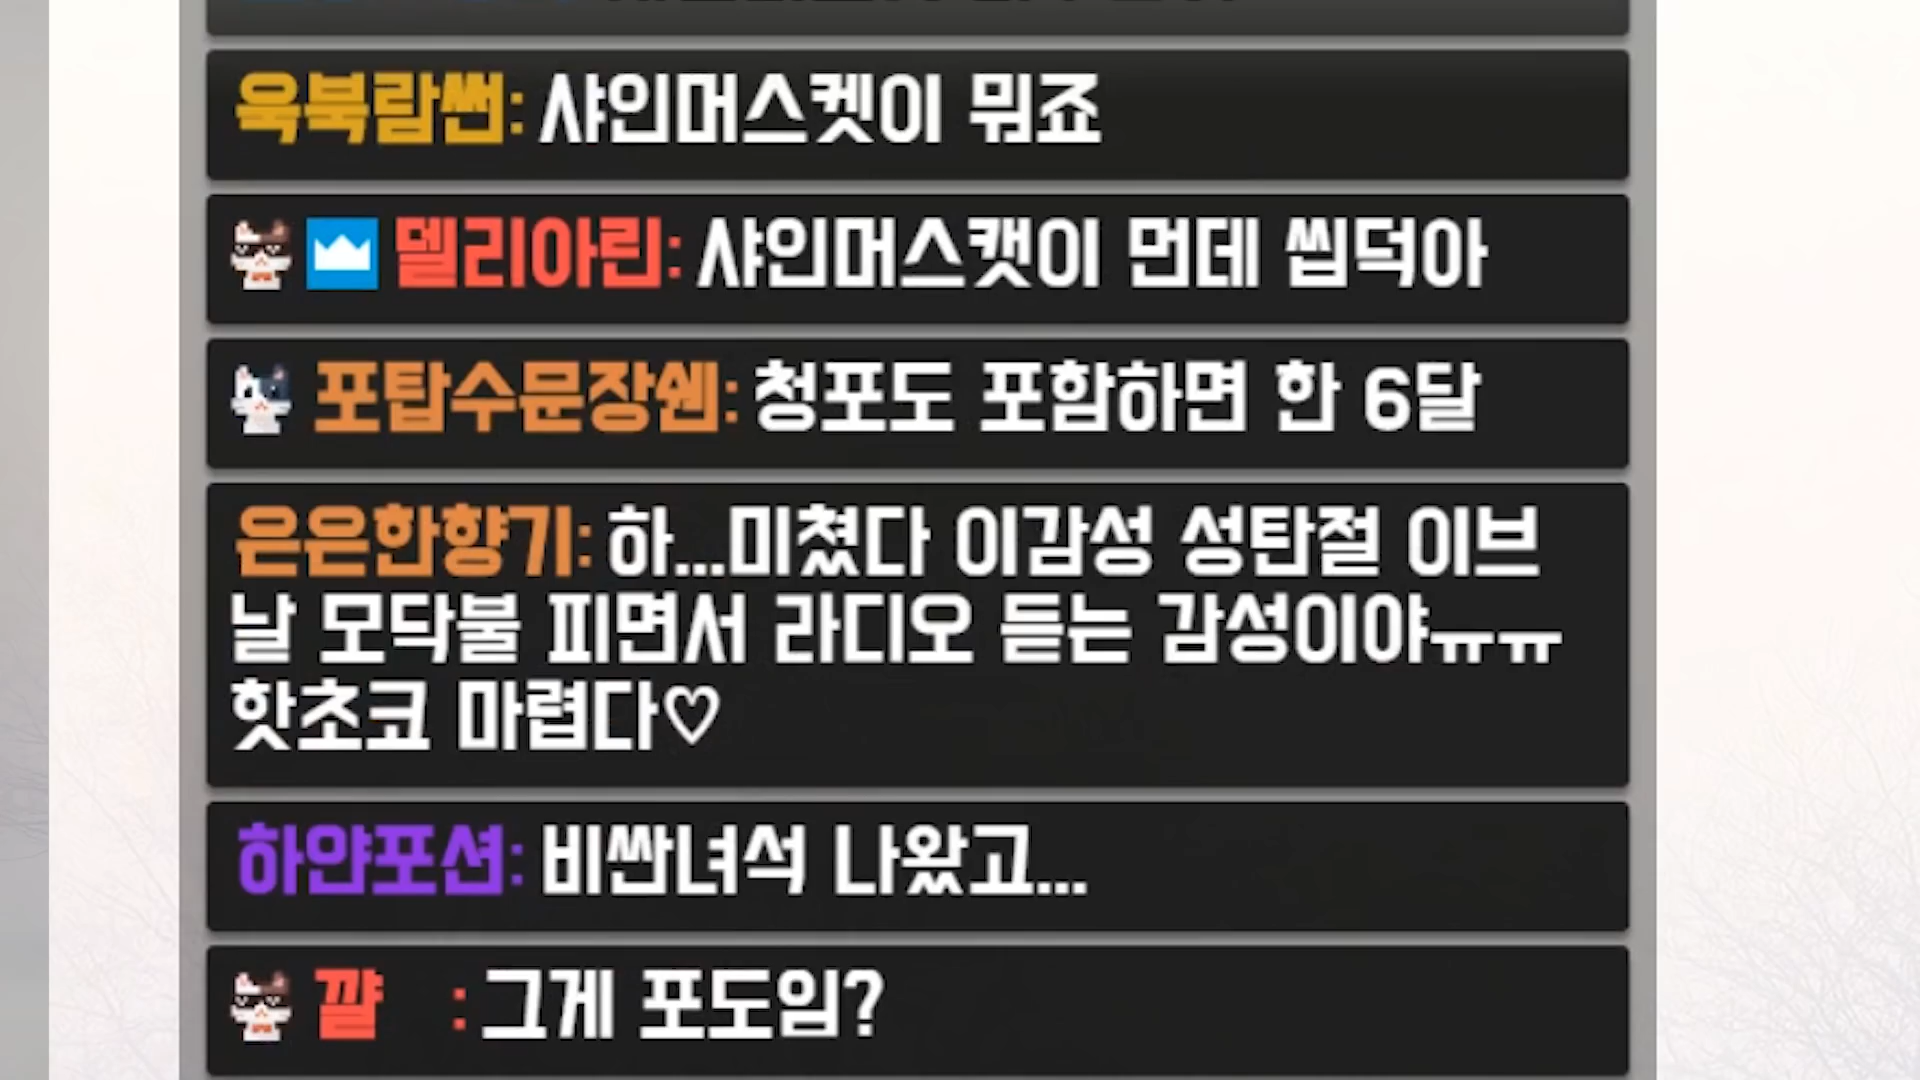 욱북람썬: 샤인머스켓이 뭐죠
델리아린: 샤인머스캣이 먼데 씹덕아
포탑수문장쉔: 청포도 포함하면 한 6달
은은한향기: 하...미쳤다 이감성 성탄절 이브
날 모닥불 피면서 라디오 듣는 감성이야ㅠㅠ
핫초코 마렵다♡
하얀포션: 비싼녀석 나왔고...
깔 : 그게 포도임?